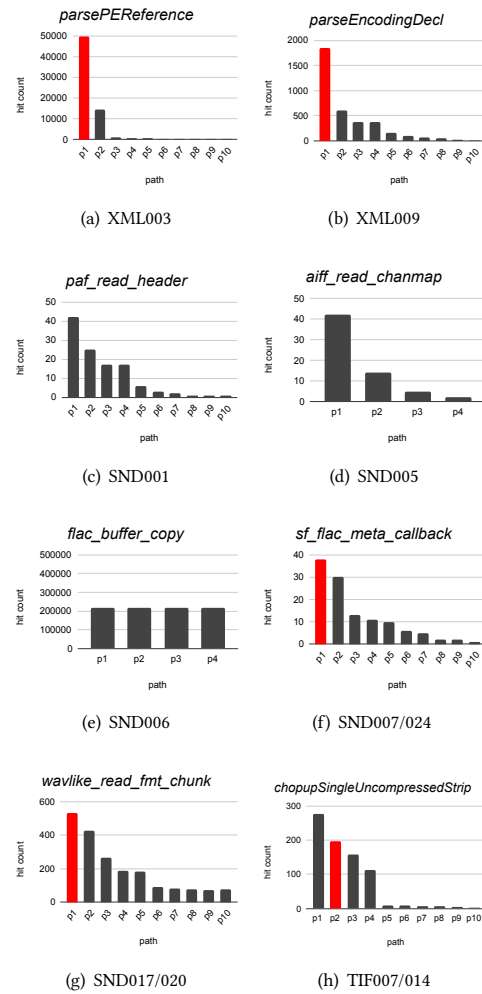 parsePEReference
hit count
50000
40000
30000
20000
10000
0
p1 p2 p3 p4 p5 p6 p7 p8 p9 p10
path
(a) XML003
parseEncodingDecl
hit count
2000
1500
1000
500
0
p1 p2 p3 p4 p5 p6 p7 p8 p9 p10
path
(b) XML009
paf_read_header
hit count
50
40
30
20
10
0
p1 p2 p3 p4 p5 p6 p7 p8 p9 p10
path
(c) SND001
aiff_read_chanmap
hit count
50
40
30
20
10
0
p1 p2 p3 p4
path
(d) SND005
flac_buffer_copy
hit count
500000
400000
300000
200000
100000
0
p1 p2 p3 p4
path
(e) SND006
sf_flac_meta_callback
hit count
40
30
20
10
0
p1 p2 p3 p4 p5 p6 p7 p8 p9 p10
path
(f) SND007/024
wavlike_read_fmt_chunk
hit count
600
400
200
0
p1 p2 p3 p4 p5 p6 p7 p8 p9 p10
path
(g) SND017/020
chopupSingleUncompressedStrip
hit count
300
200
100
0
p1 p2 p3 p4 p5 p6 p7 p8 p9 p10
path
(h) TIF007/014